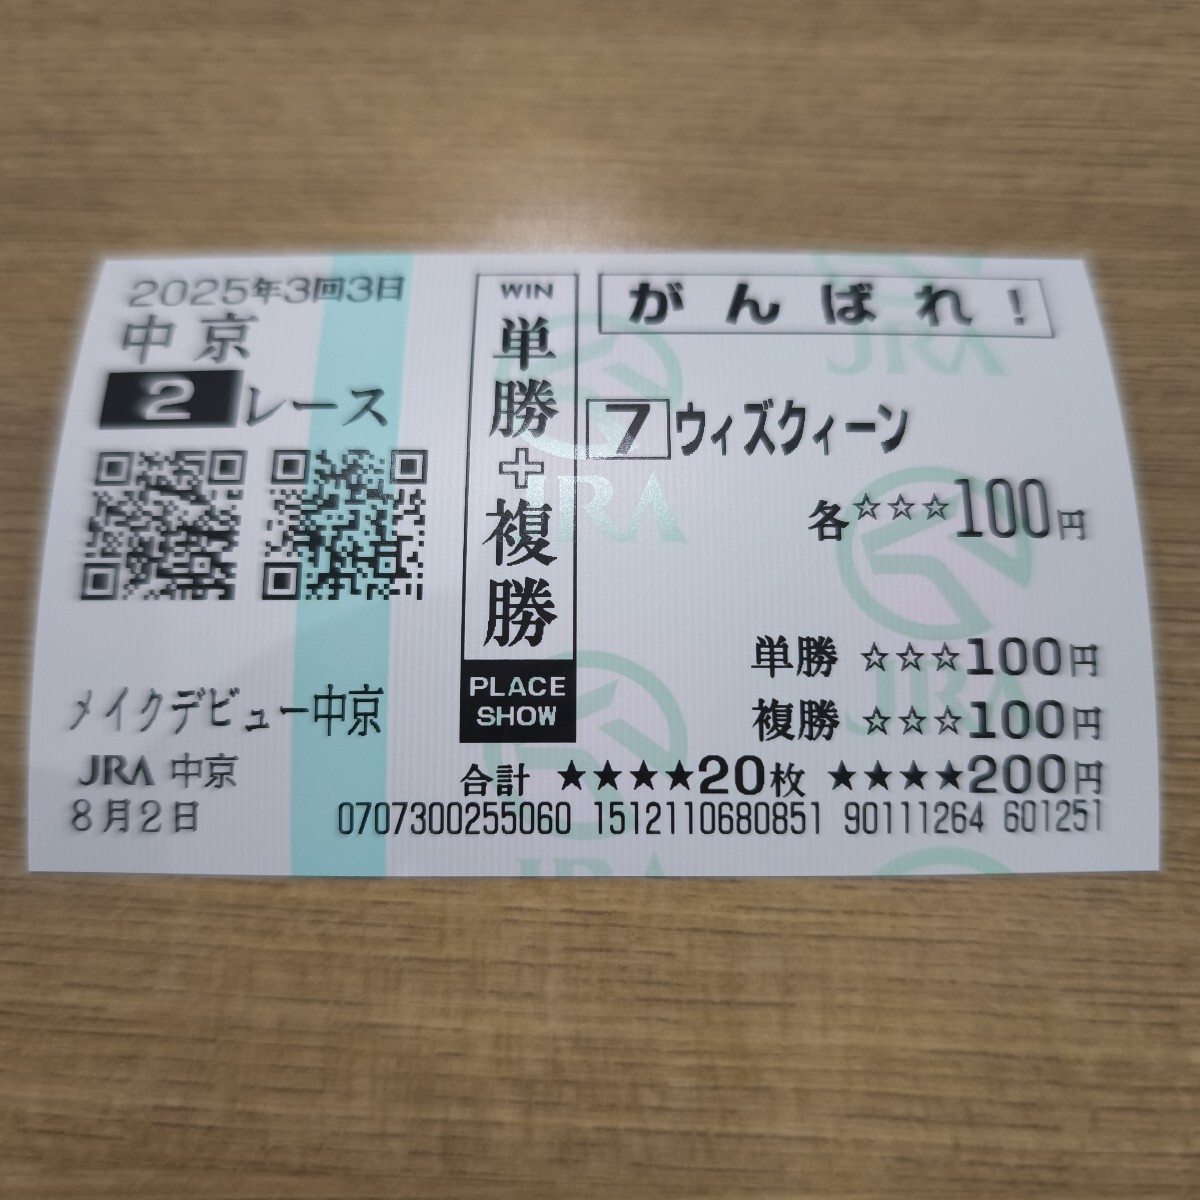 2025年3回3日
中京
2レース
メイクデビュー中京
JRA 中京
8月2日
WIN
単勝+複勝
PLACE
SHOW
がんばれ!
7 ウィズクィーン
各☆☆☆100円
単勝 ☆☆☆100円
複勝 ☆☆☆100円
合計 ★★★★20枚 ★★★★200円
0707300255060 1512110680851 90111264 601251
JRA
JRA
JRA
JRA